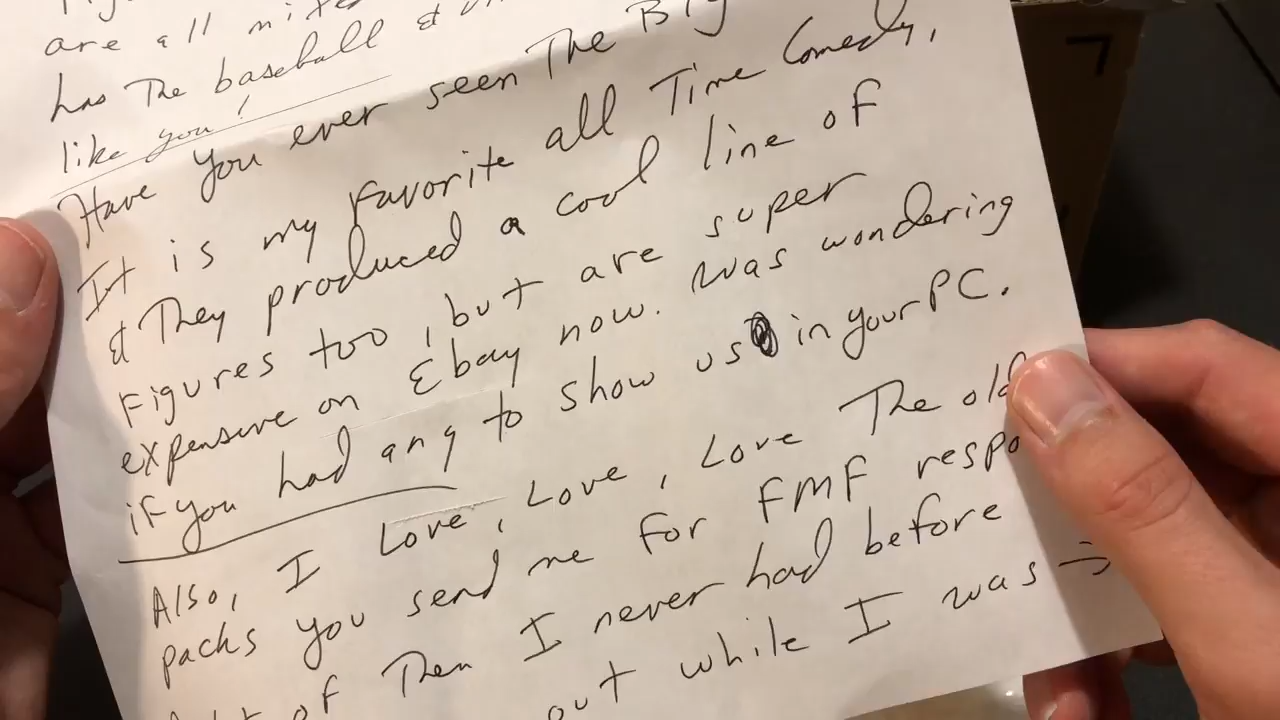 are all mixed
has The baseball &
like you!
Have you ever seen The Big
It is my favorite all Time Comedy,
& They produced a cool line of
Figures too, but are super
expensive on Ebay now. Was wondering
if you had any to show us in your PC.
Also, I Love, Love, Love The old
packs you send me for FMF respo
A lot of Them I never had before
out while I was →
7